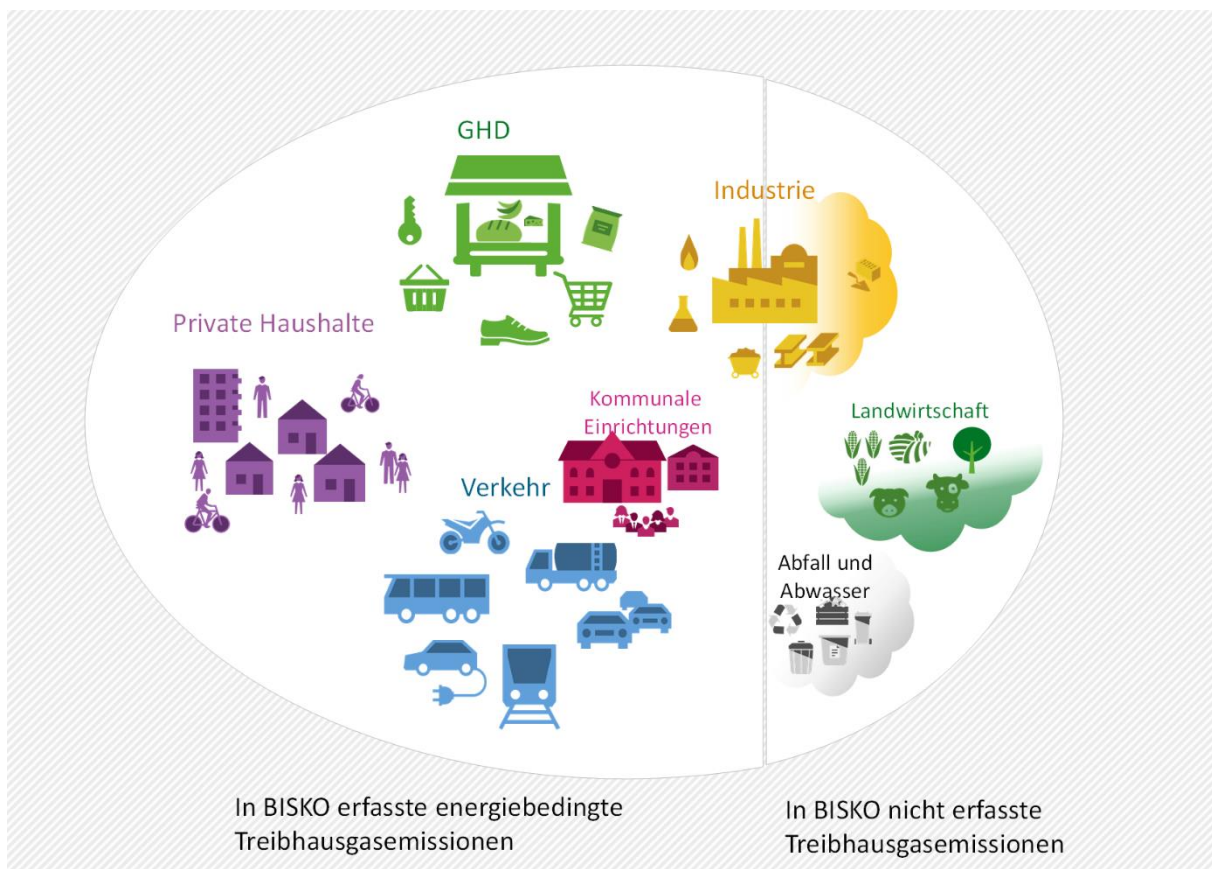 GHD
Industrie
Private Haushalte
Kommunale
Einrichtungen
Landwirtschaft
Verkehr
Abfall und
Abwasser
In BISKO erfasste energiebedingte
Treibhausgasemissionen
In BISKO nicht erfasste
Treibhausgasemissionen